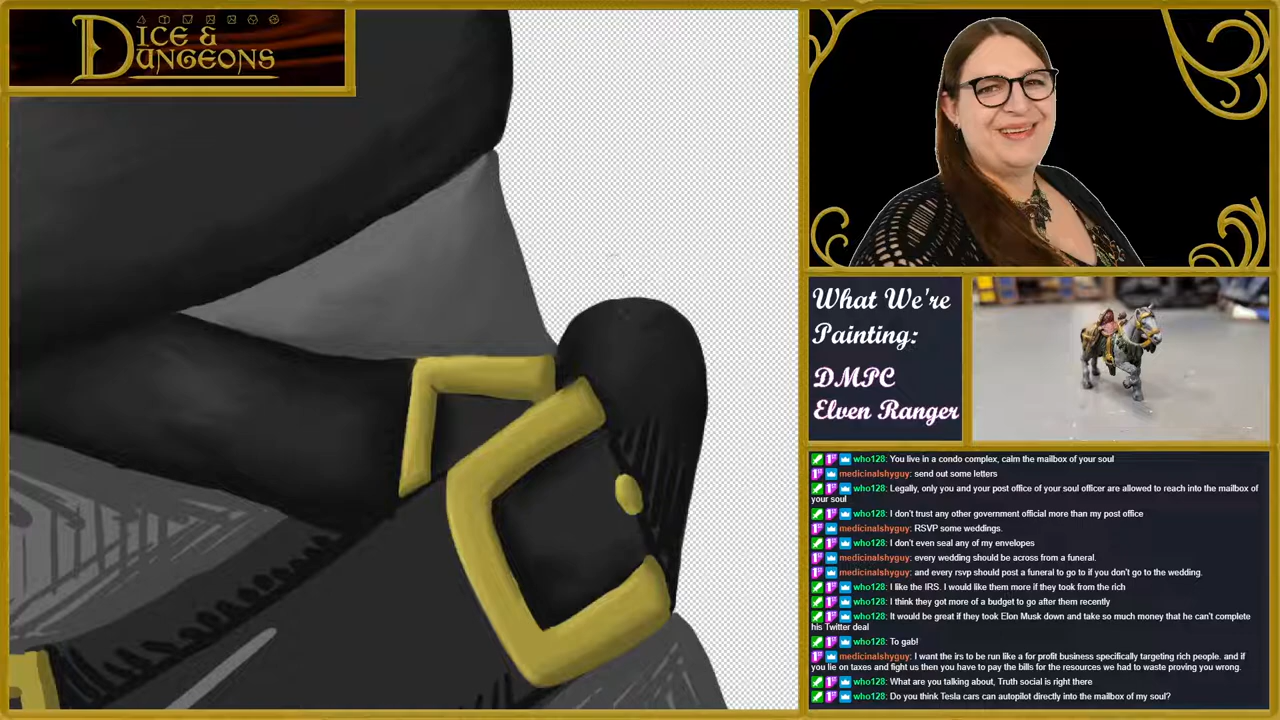 DICE &
DUNGEONS
What We're
Painting:
DMPC
Elven Ranger
who128: You live in a condo complex, calm the mailbox of your soul
medicinalshyguy: send out some letters
who128: Legally, only you and your post office of your soul officer are allowed to reach into the mailbox of
your soul
who128: I don't trust any other government official more than my post office
medicinalshyguy: RSVP some weddings.
who128: I don't even seal any of my envelopes
medicinalshyguy: every wedding should be across from a funeral.
medicinalshyguy: and every rsvp should post a funeral to go to if you don't go to the wedding.
who128: I like the IRS. I would like them more if they took from the rich
who128: I think they got more of a budget to go after them recently
who128: It would be great if they took Elon Musk down and take so much money that he can't complete
his Twitter deal
who128: To gab!
medicinalshyguy: I want the irs to be run like a for profit business specifically targeting rich people. and if
you lie on taxes and fight us then you have to pay the bills for the resources we had to waste proving you wrong.
who128: What are you talking about, Truth social is right there
who128: Do you think Tesla cars can autopilot directly into the mailbox of my soul?